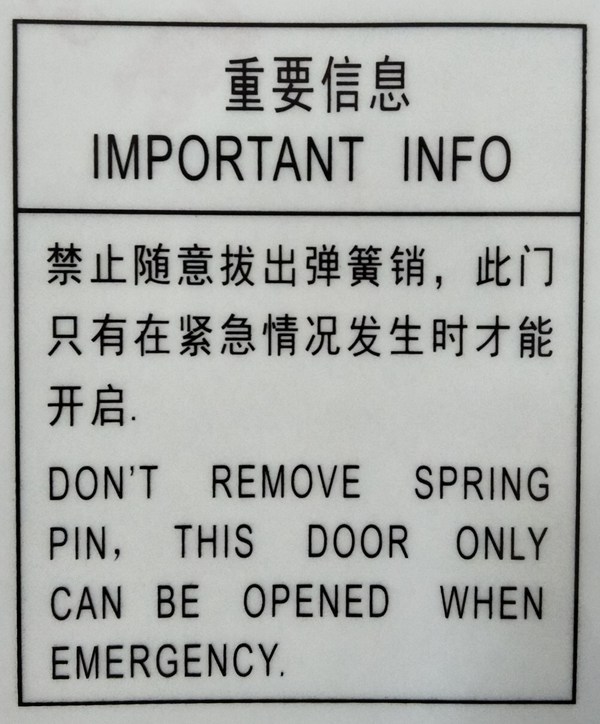 重要信息
IMPORTANT INFO
禁止随意拔出弹簧销，此门
只有在紧急情况发生时才能
开启.
DON'T REMOVE SPRING
PIN, THIS DOOR ONLY
CAN BE OPENED WHEN
EMERGENCY.